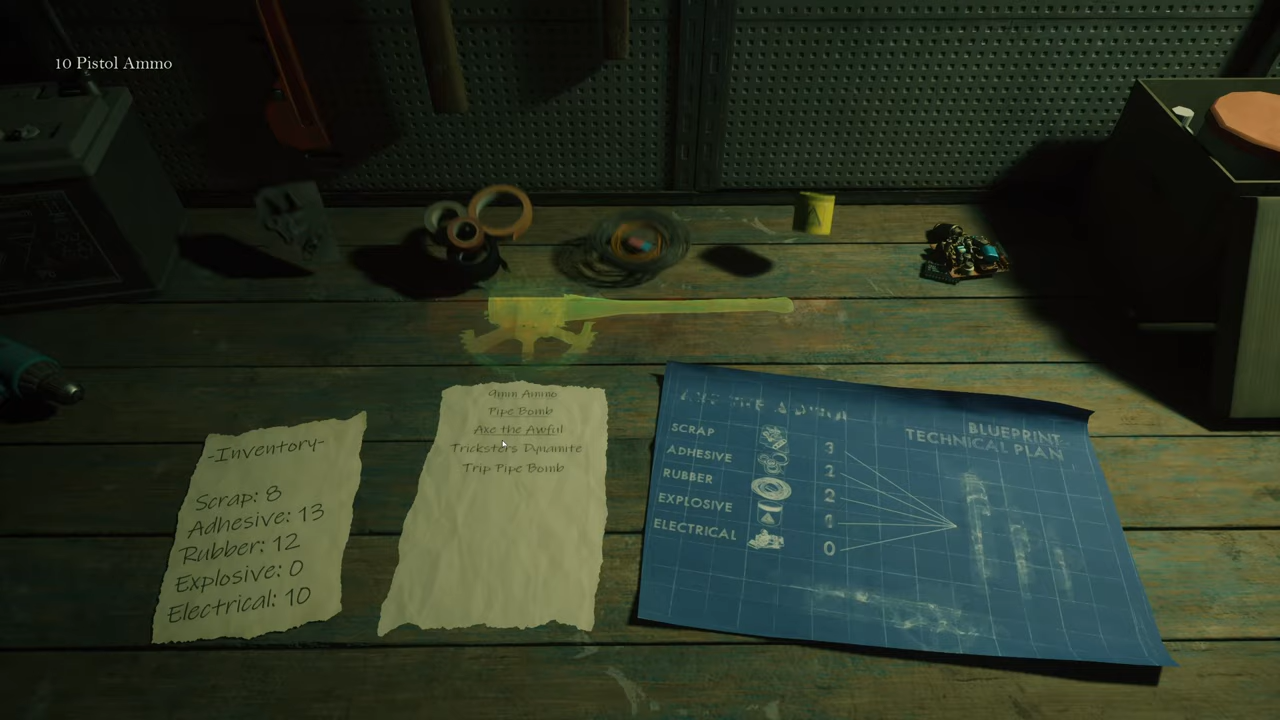 10 Pistol Ammo
-Inventory-
Scrap: 8
Adhesive: 13
Rubber: 12
Explosive: 0
Electrical: 10
9mm Ammo
Pipe Bomb
Axe the Awful
Tricksters Dynamite
Trip Pipe Bomb
BLUEPRINT
TECHNICAL PLAN
SCRAP 3
ADHESIVE 2
RUBBER 2
EXPLOSIVE
ELECTRICAL 0